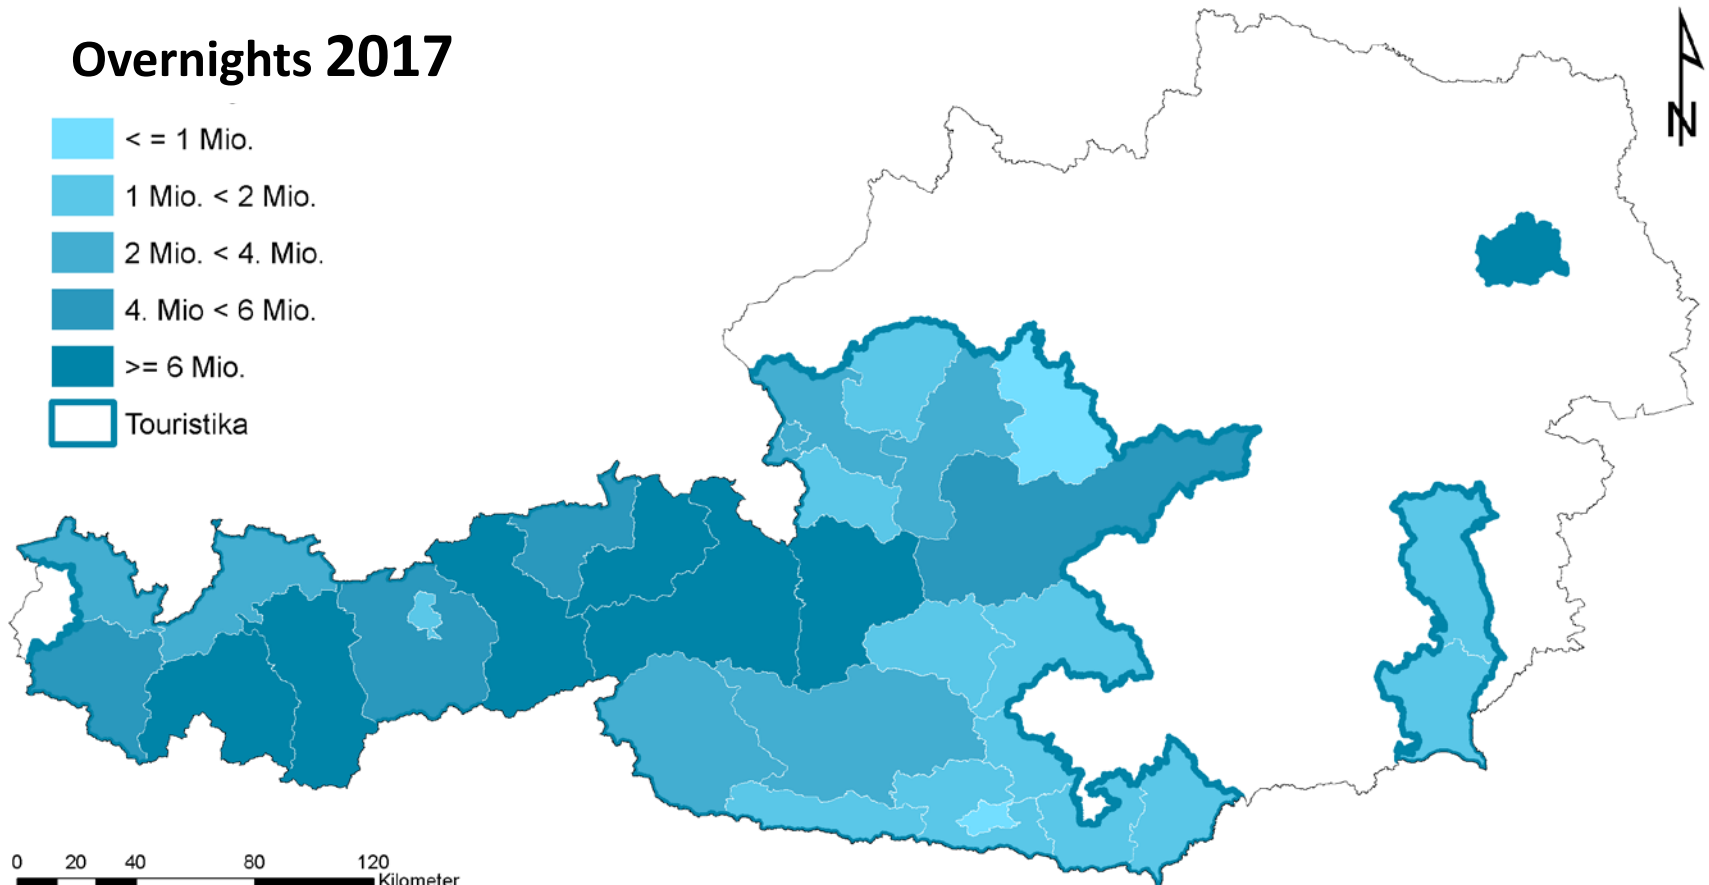 Overnights 2017
< = 1 Mio.
1 Mio. < 2 Mio.
2 Mio. < 4. Mio.
4. Mio < 6 Mio.
>= 6 Mio.
Touristika
N
0 20 40 80 120
Kilometer